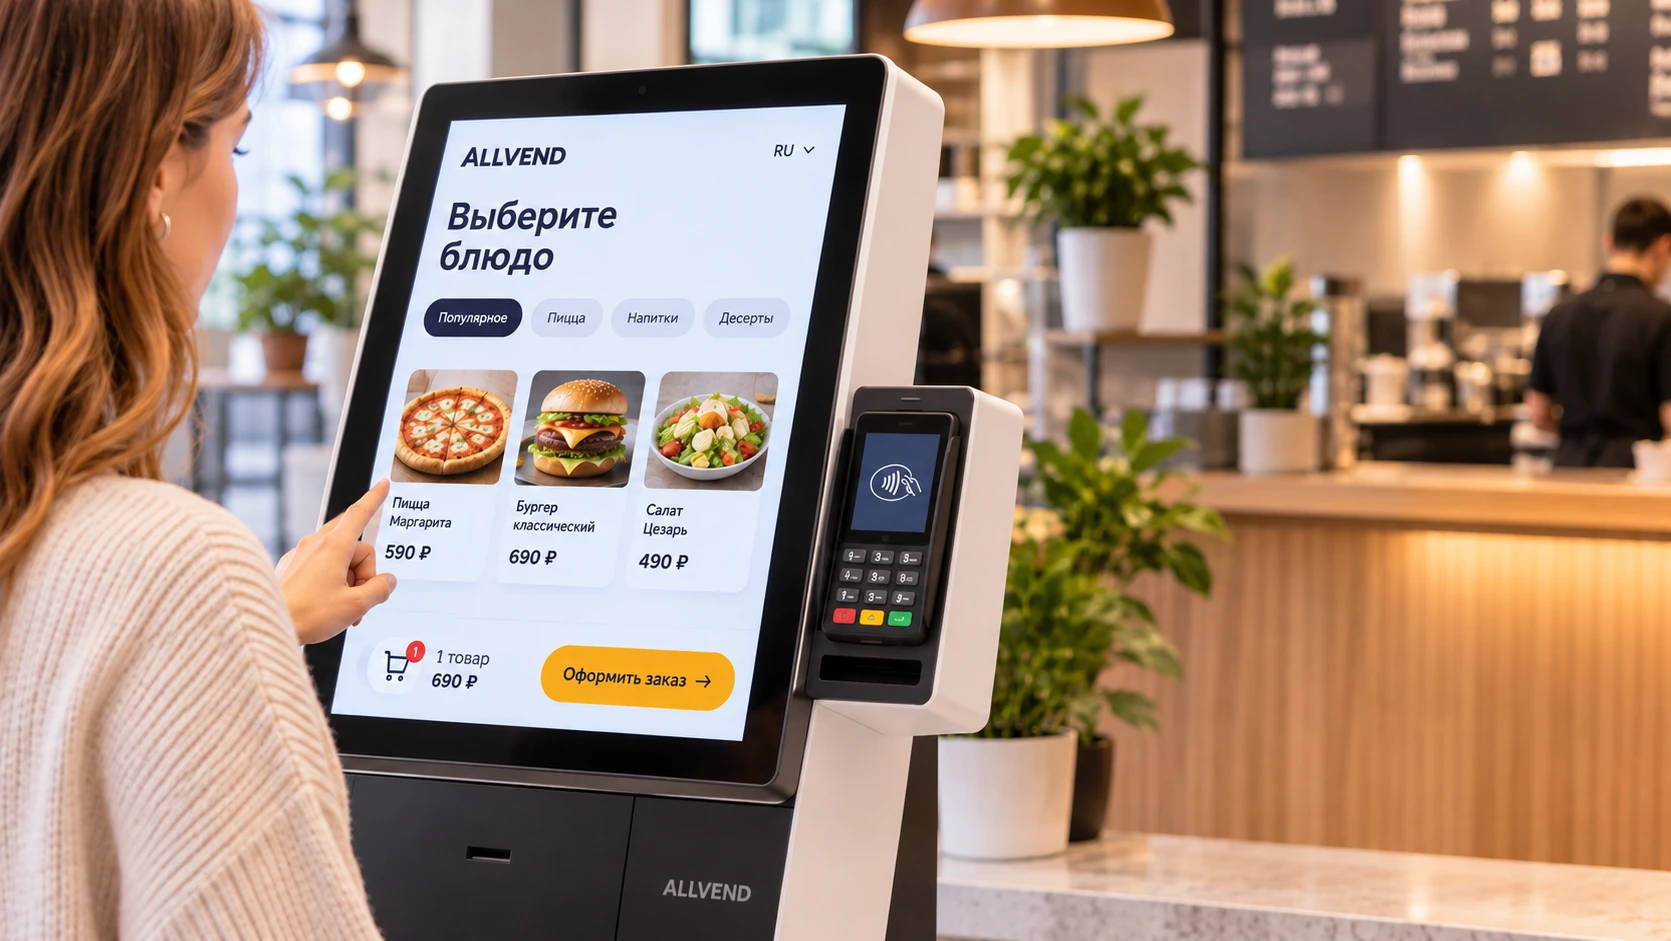 ALLVEND
RU
Выберите
блюдо
Популярное
Пицца
Напитки
Десерты
Пицца
Маргарита
590 ₽
Бургер
классический
690 ₽
Салат
Цезарь
490 ₽
1
1 товар
690 ₽
Оформить заказ →
ALLVEND